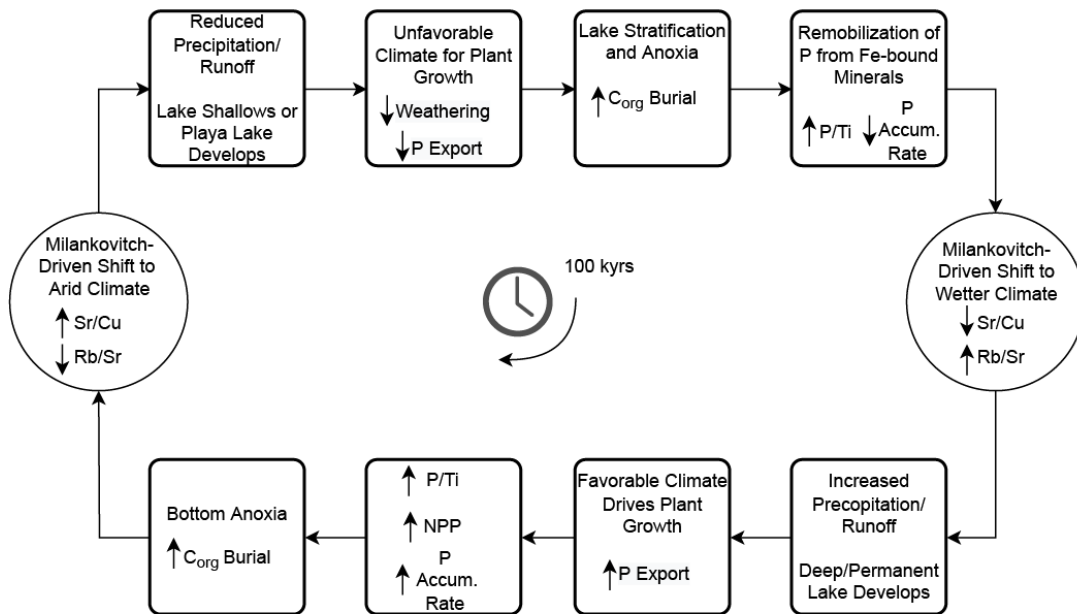 Reduced
Precipitation/
Runoff
Lake Shallows or
Playa Lake
Develops
Unfavorable
Climate for Plant
Growth
↓ Weathering
↓ P Export
Lake Stratification
and Anoxia
↑ Corg Burial
Remobilization of
P from Fe-bound
Minerals
↑ P/Ti
↓ P
Accum.
Rate
Milankovitch-
Driven Shift to
Arid Climate
↑ Sr/Cu
↓ Rb/Sr
100 kyrs
Milankovitch-
Driven Shift to
Wetter Climate
↓ Sr/Cu
↑ Rb/Sr
Bottom Anoxia
↑ Corg Burial
↑ P/Ti
↑ NPP
↑ P
Accum.
Rate
Favorable Climate
Drives Plant
Growth
↑ P Export
Increased
Precopitation/
Runoff
Deep/Permanent
Lake Develops